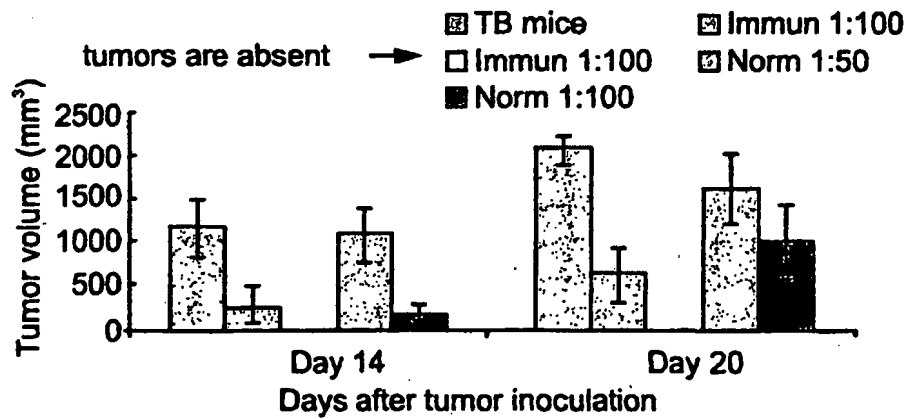 TB mice Immun 1:100
tumors are absent → Immun 1:100 Norm 1:50
Norm 1:100
Tumor volume (mm³)
2500
2000
1500
1000
500
0
Day 14 Day 20
Days after tumor inoculation